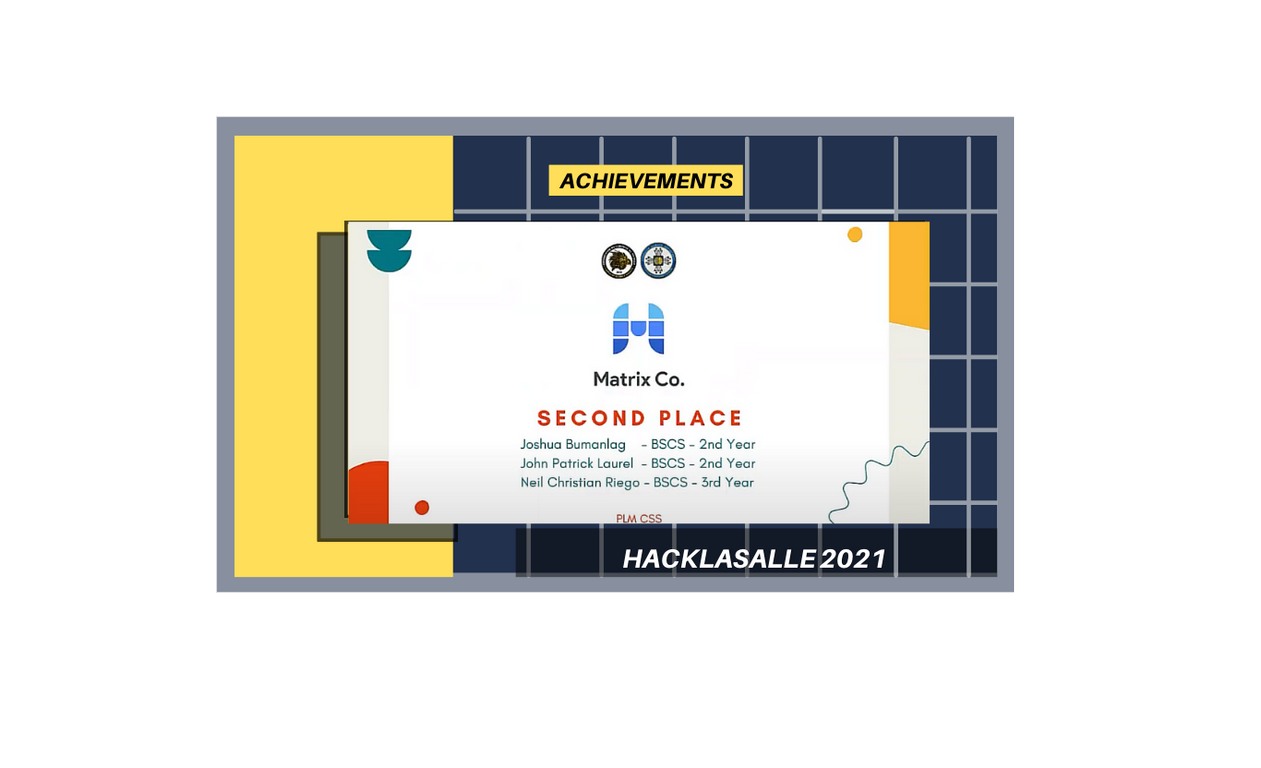 ACHIEVEMENTS
Matrix Co.
SECOND PLACE
Joshua Bumanlag - BSCS - 2nd Year
John Patrick Laurel - BSCS - 2nd Year
Neil Christian Riego - BSCS - 3rd Year
PLM CSS
HACKLASALLE 2021